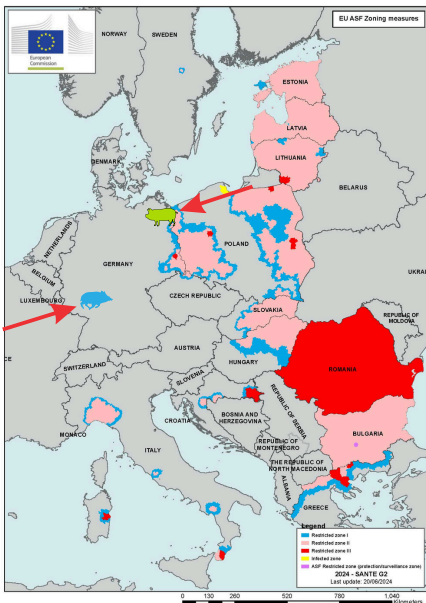 EU ASF Zoning measures
European
Commission
NORWAY
SWEDEN
ESTONIA
LATVIA
LITHUANIA
DENMARK
BELARUS
NETHERLANDS
POLAND
GERMANY
BELGIUM
UKRA
LUXEMBOURG
CZECH REPUBLIC
SLOVAKIA
REPUBLIC OF
MOLDOVA
CE
AUSTRIA
HUNGARY
SWITZERLAND
SLOVENIA
ROMANIA
CROATIA
BOSNIA AND
HERZEGOVINA
REPUBLIC OF SERBIA
MONACO
ITALY
REPUBLIC OF
MONTENEGRO
BULGARIA
THE REPUBLIC OF
NORTH MACEDONIA
ALBANIA
GREECE
Legend
Restricted zone I
Restricted zone II
Restricted zone III
Infected zone
ASF Restricted zone (protection/surveillance zone)
2024 - SANTE G2
Last update: 20/08/2024
0 130 260 520 780 1,040
Kilometers